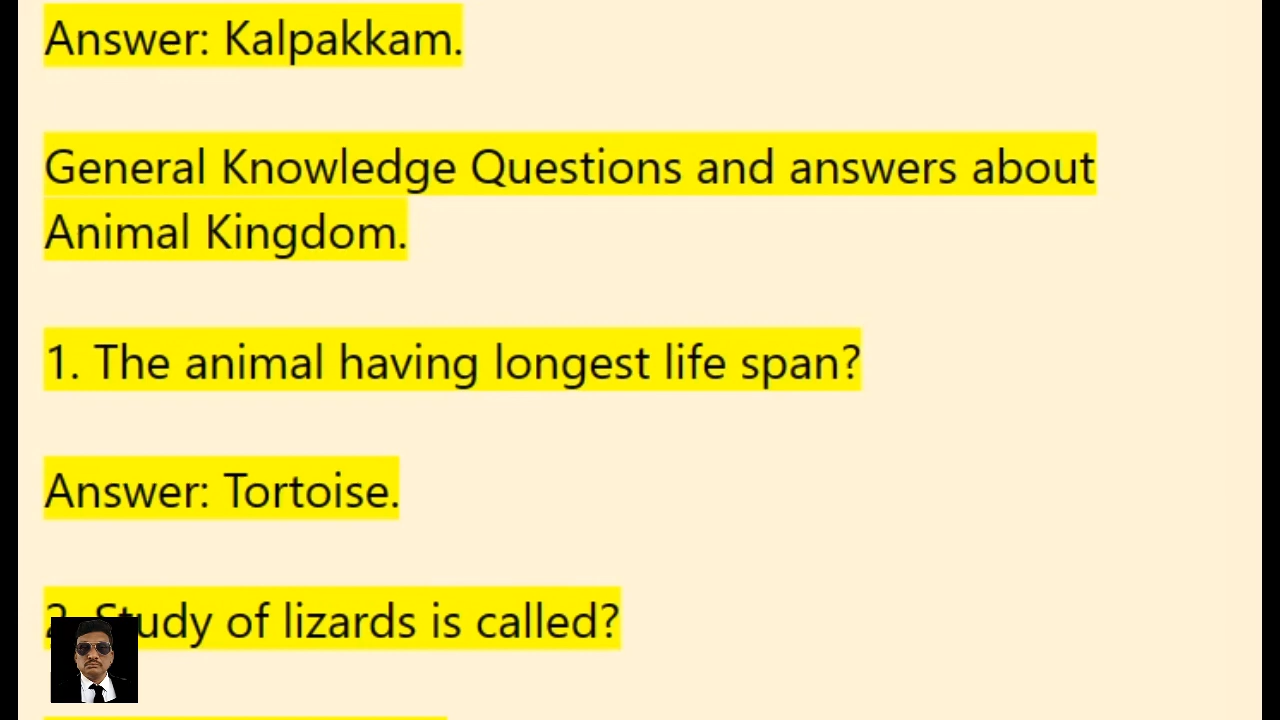 Answer: Kalpakkam.
General Knowledge Questions and answers about
Animal Kingdom.
1. The animal having longest life span?
Answer: Tortoise.
2. Study of lizards is called?